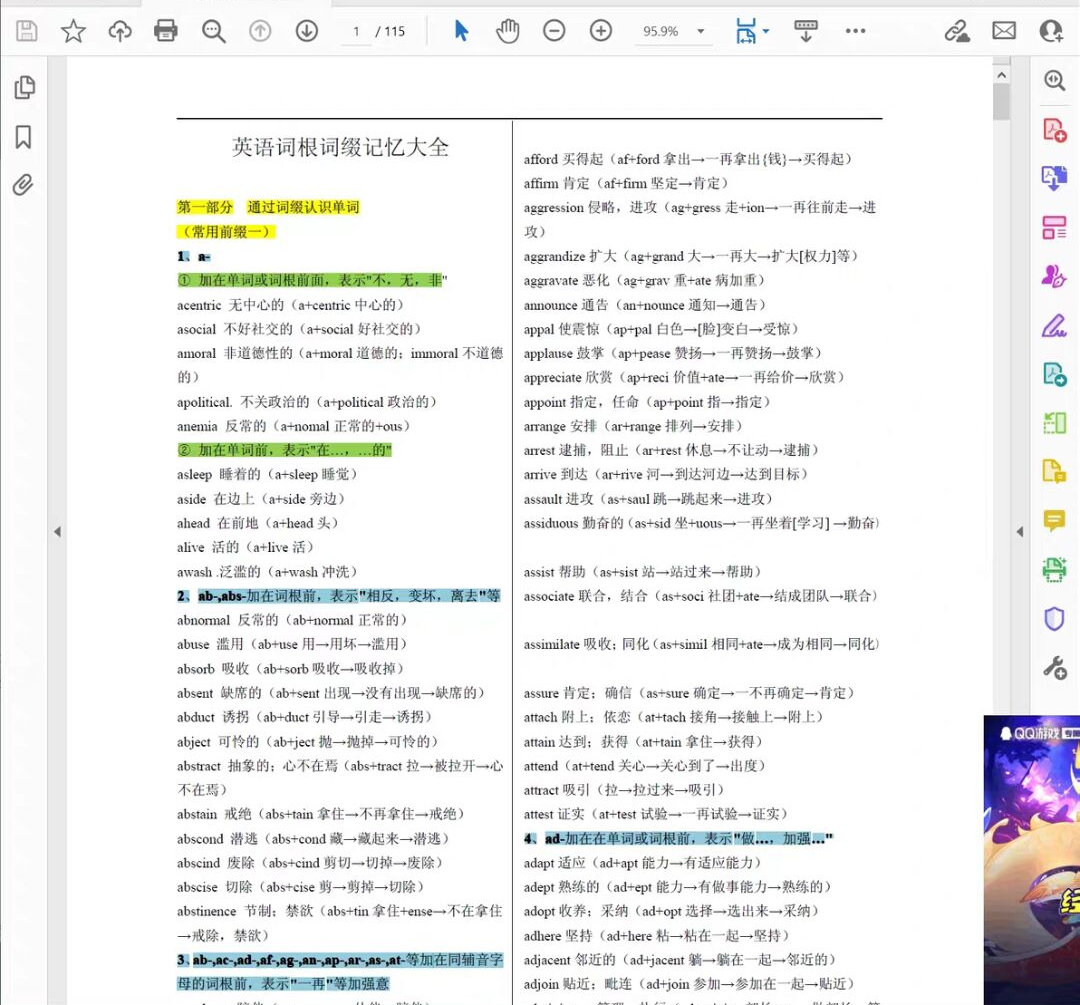 1 / 115
95.9%
英语词根词缀记忆大全
第一部分 通过词缀认识单词
（常用前缀一）
1、a-
① 加在单词或词根前面，表示"不，无，非"
acentric 无中心的（a+centric 中心的）
asocial 不好社交的（a+social 好社交的）
amoral 非道德性的（a+moral 道德的；immoral 不道德
的）
apolitical. 不关政治的（a+political 政治的）
anemia 反常的（a+nomal 正常的+ous）
② 加在单词前，表示"在…，…的"
asleep 睡着的（a+sleep 睡觉）
aside 在边上（a+side 旁边）
ahead 在前地（a+head 头）
alive 活的（a+live 活）
awash .泛滥的（a+wash 冲洗）
2、ab-,abs-加在词根前，表示"相反，变坏，离去"等
abnormal 反常的（ab+normal 正常的）
abuse 滥用（ab+use 用→用坏→滥用）
absorb 吸收（ab+sorb 吸收→吸收掉）
absent 缺席的（ab+sent 出现→没有出现→缺席的）
abduct 诱拐（ab+duct 引导→引走→诱拐）
abject 可怜的（ab+ject 抛→抛掉→可怜的）
abstract 抽象的；心不在焉（abs+tract 拉→被拉开→心
不在焉）
abstain 戒绝（abs+tain 拿住→不再拿住→戒绝）
abscond 潜逃（abs+cond 藏→藏起来→潜逃）
abscind 废除（abs+cind 剪切→切掉→废除）
abscise 切除（abs+cise 剪→剪掉→切除）
abstinence 节制；禁欲（abs+tin 拿住+ense→不在拿住
→戒除，禁欲）
3、ab-,ac-,ad-,af-,ag-,an-,ap-,ar-,as-,at-等加在同辅音字
母的词根前，表示"一再"等加强意
afford 买得起（af+ford 拿出→一再拿出{钱}→买得起）
affirm 肯定（af+firm 坚定→肯定）
aggression 侵略，进攻（ag+gress 走+ion→一再往前走→进
攻）
aggrandize 扩大（ag+grand 大→一再大→扩大[权力]等）
aggravate 恶化（ag+grav 重+ate 病加重）
announce 通告（an+nounce 通知→通告）
appal 使震惊（ap+pal 白色→[脸]变白→受惊）
applause 鼓掌（ap+pease 赞扬→一再赞扬→鼓掌）
appreciate 欣赏（ap+reci 价值+ate→一再给价→欣赏）
appoint 指定，任命（ap+point 指→指定）
arrange 安排（ar+range 排列→安排）
arrest 逮捕，阻止（ar+rest 休息→不让动→逮捕）
arrive 到达（ar+rive 河→到达河边→达到目标）
assault 进攻（as+saul 跳→跳起来→进攻）
assiduous 勤奋的（as+sid 坐+uous→一再坐着[学习] →勤奋）
assist 帮助（as+sist 站→站过来→帮助）
associate 联合，结合（as+soci 社团+ate→结成团队→联合）
assimilate 吸收；同化（as+simil 相同+ate→成为相同→同化）
assure 肯定；确信（as+sure 确定→一不再确定→肯定）
attach 附上；依恋（at+tach 接角→接触上→附上）
attain 达到；获得（at+tain 拿住→获得）
attend（at+tend 关心→关心到了→出度）
attract 吸引（拉→拉过来→吸引）
attest 证实（at+test 试验→一再试验→证实）
4、ad-加在在单词或词根前，表示"做…，加强…"
adapt 适应（ad+apt 能力→有适应能力）
adept 熟练的（ad+ept 能力→有做事能力→熟练的）
adopt 收养；采纳（ad+opt 选择→选出来→采纳）
adhere 坚持（ad+here 粘→粘在一起→坚持）
adjacent 邻近的（ad+jacent 躺→躺在一起→邻近的）
adjoin 贴近；毗连（ad+join 参加→参加在一起→贴近）
QQ游戏